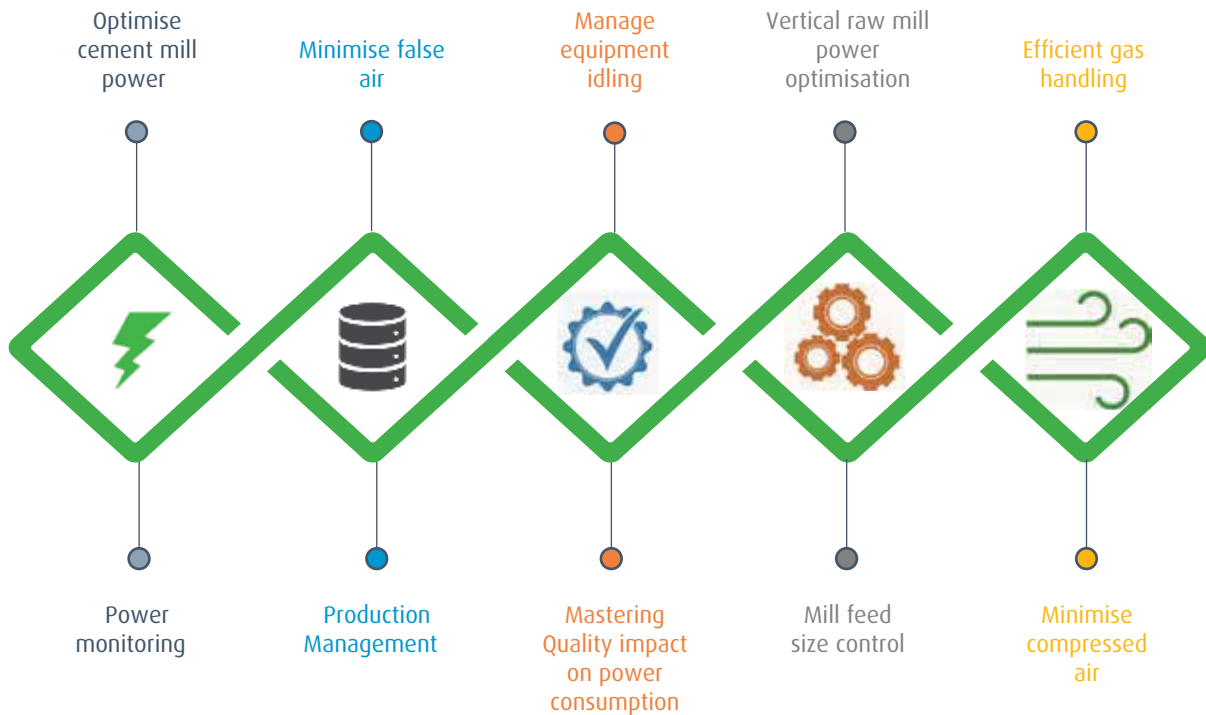 Optimise
cement mill
power
Minimise false
air
Manage
equipment
idling
Vertical raw mill
power
optimisation
Efficient gas
handling
Power
monitoring
Production
Management
Mastering
Quality impact
on power
consumption
Mill feed
size control
Minimise
compressed
air